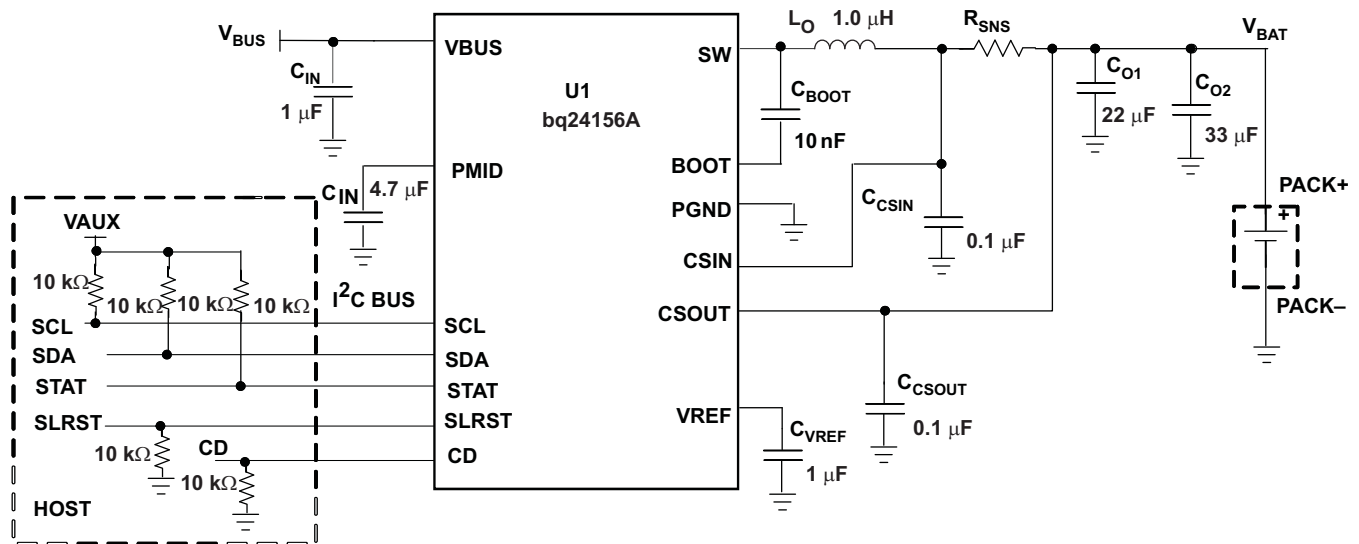 V_BUS
VBUS
C_IN
1 μF
U1
bq24156A
SW
L_O 1.0 μH
R_SNS
V_BAT
C_BOOT
10 nF
C_O1
22 μF
C_O2
33 μF
BOOT
PMID
C_IN
4.7 μF
PGND
C_CSIN
0.1 μF
CSIN
PACK+
+
PACK–
VAUX
10 kΩ
10 kΩ
10 kΩ
I²C BUS
SCL
SCL
CSOUT
SDA
SDA
STAT
STAT
C_CSOUT
0.1 μF
SLRST
SLRST
VREF
C_VREF
1 μF
10 kΩ
CD
CD
10 kΩ
HOST